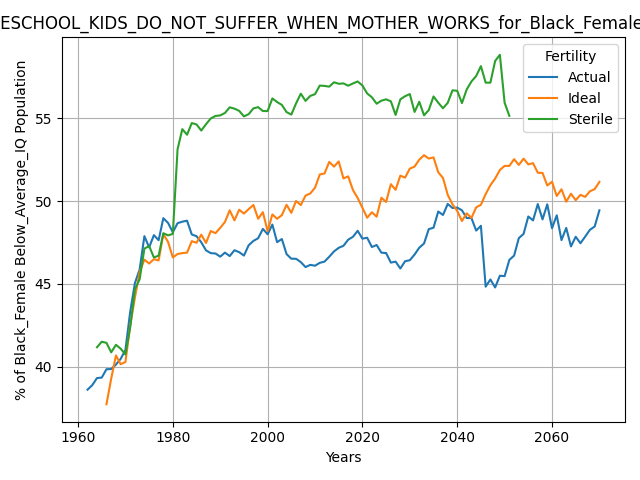 ESCHOOL_KIDS_DO_NOT_SUFFER_WHEN_MOTHER_WORKS_for_Black_Female
% of Black_Female Below_Average_IQ Population
55
50
45
40
Fertility
Actual
Ideal
Sterile
1960 1980 2000 2020 2040 2060
Years